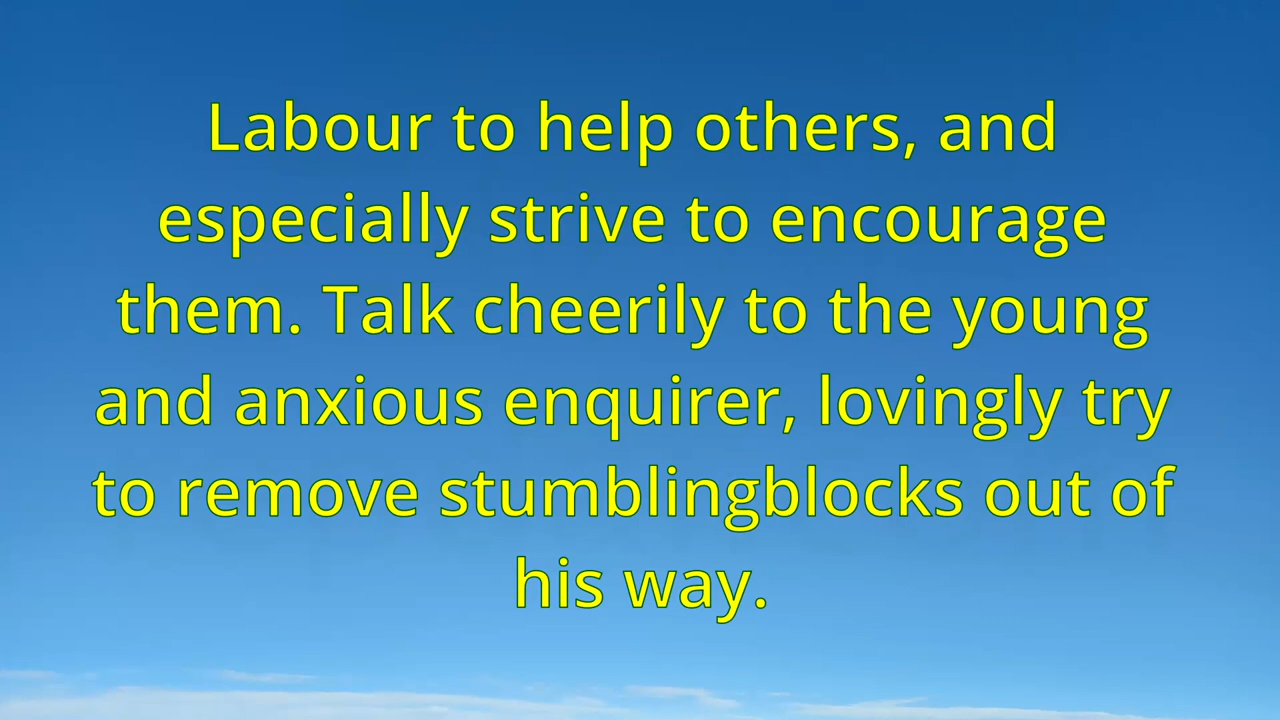 Labour to help others, and
especially strive to encourage
them. Talk cheerily to the young
and anxious enquirer, lovingly try
to remove stumblingblocks out of
his way.